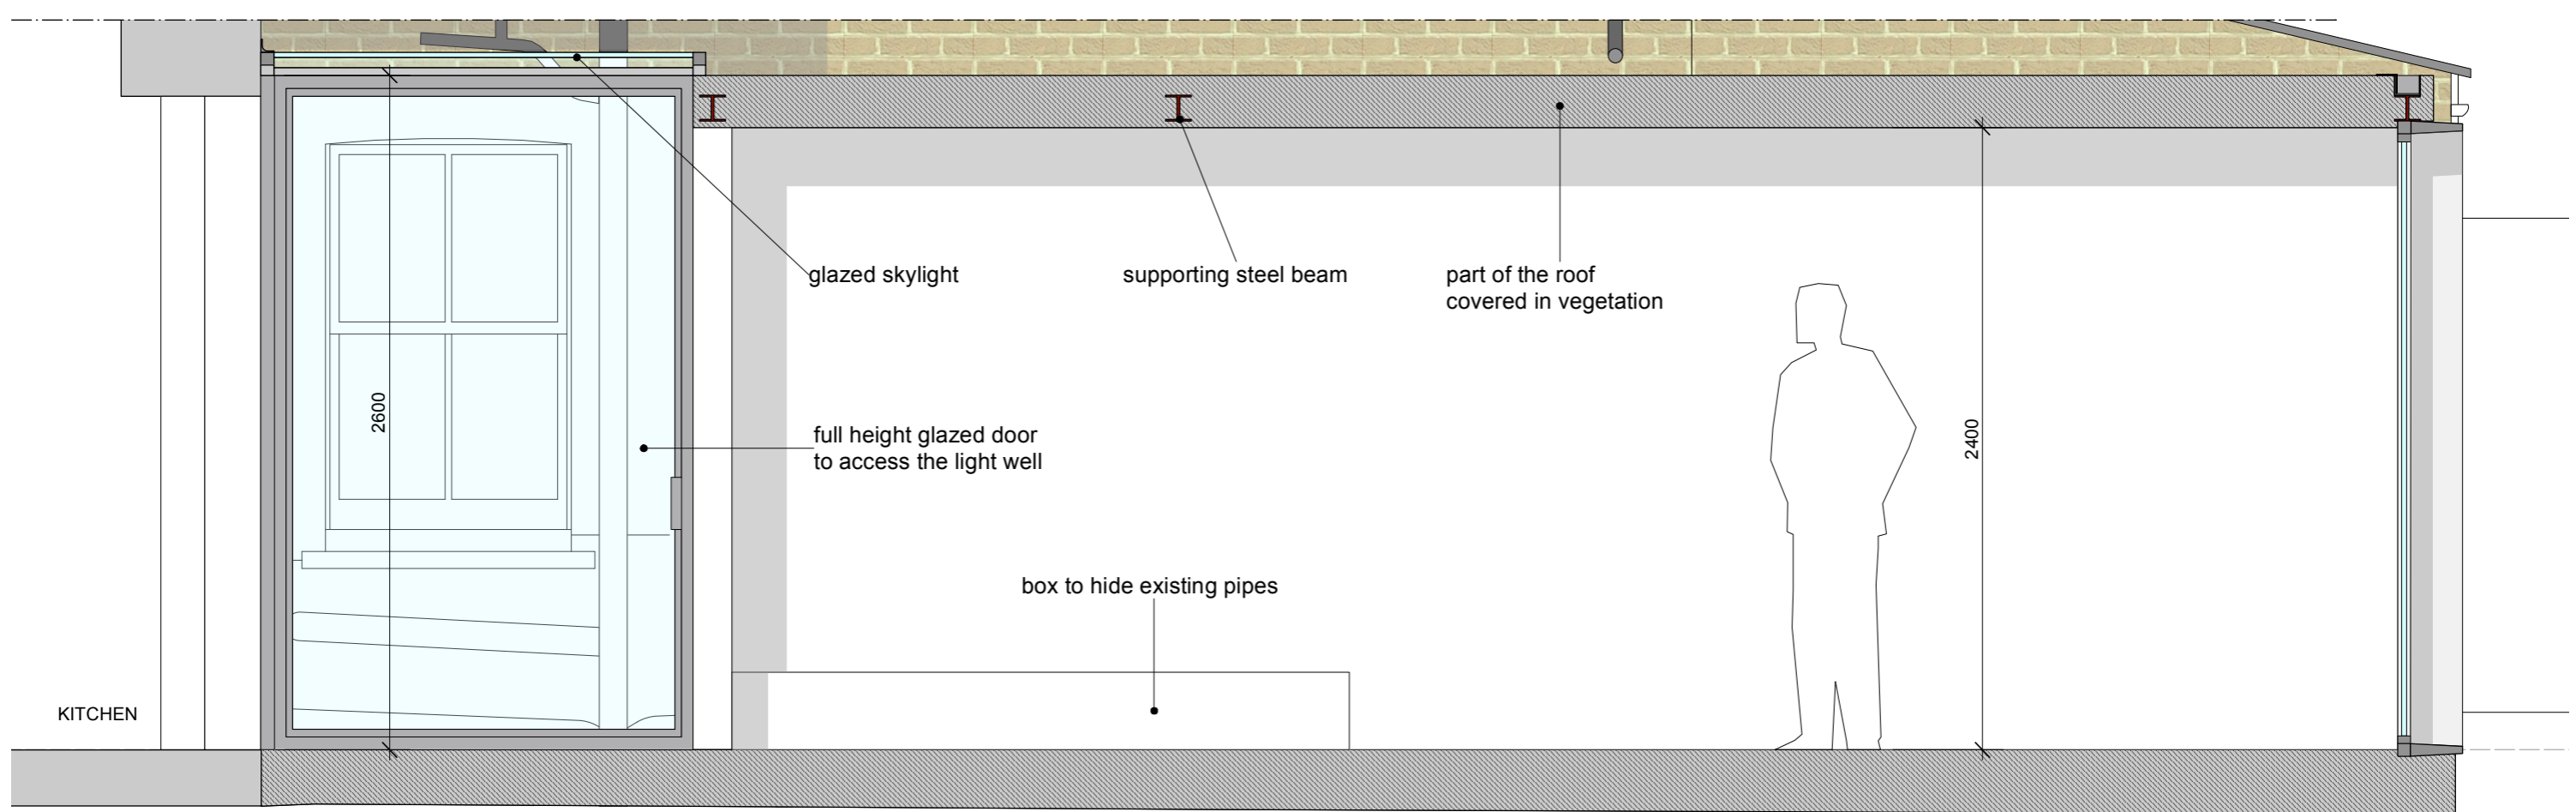 glazed skylight
supporting steel beam
part of the roof
covered in vegetation
2600
2400
full height glazed door
to access the light well
box to hide existing pipes
KITCHEN